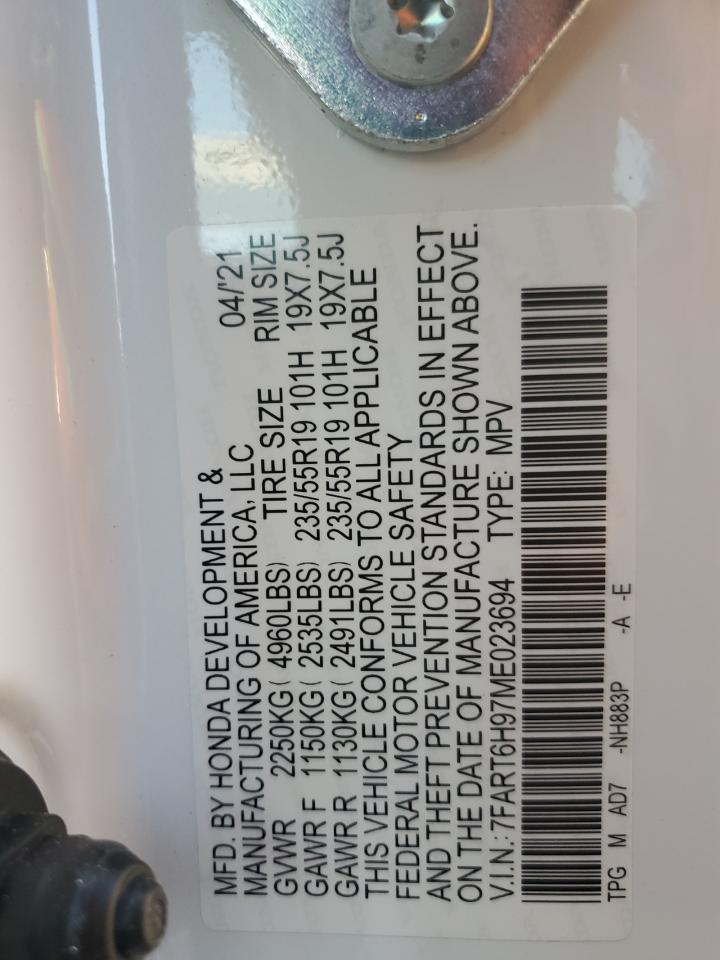 MFD. BY HONDA DEVELOPMENT & 04/'21
MANUFACTURING OF AMERICA, LLC
GVWR 2250KG( 4960LBS) TIRE SIZE RIM SIZE
GAWR F 1150KG( 2535LBS) 235/55R19 101H 19X7.5J
GAWR R 1130KG( 2491LBS) 235/55R19 101H 19X7.5J
THIS VEHICLE CONFORMS TO ALL APPLICABLE
FEDERAL MOTOR VEHICLE SAFETY
AND THEFT PREVENTION STANDARDS IN EFFECT
ON THE DATE OF MANUFACTURE SHOWN ABOVE.
V.I.N.: 7FART6H97ME023694 TYPE: MPV
TPG M AD7 -NH883P -A -E